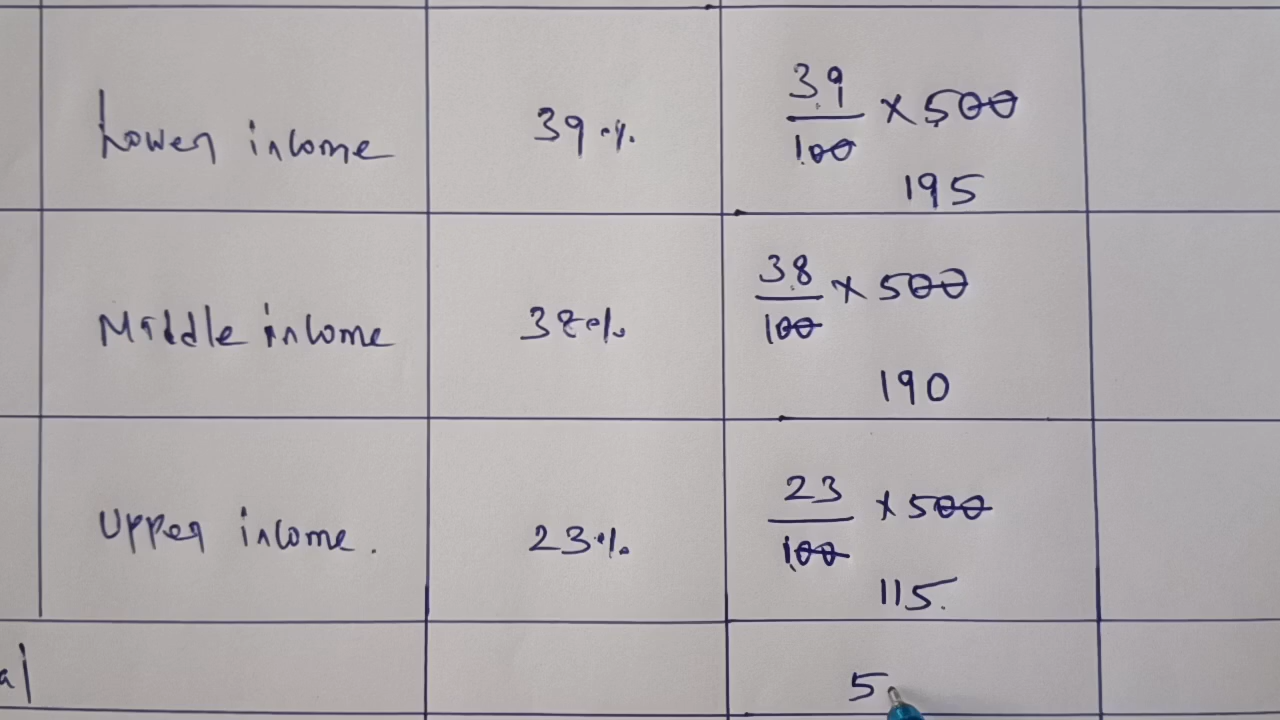 Lower income 39% 39/100 × 500
195
Middle income 38% 38/100 × 500
190
Upper income. 23% 23/100 × 500
115.
al 5